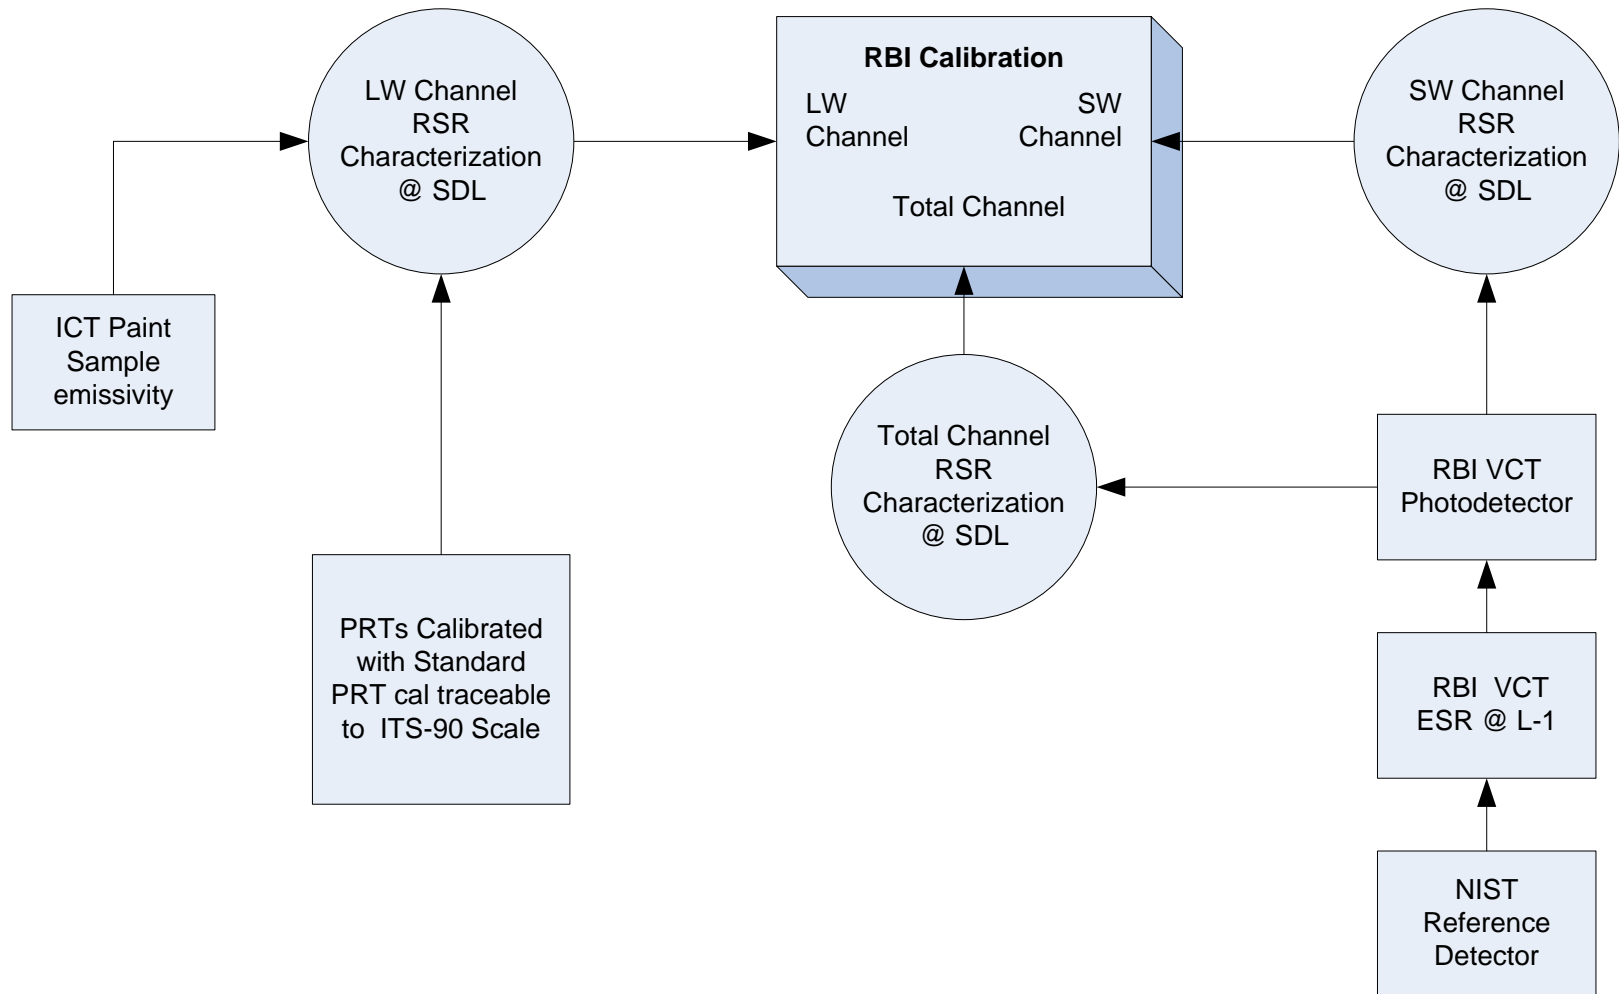 LW Channel
RSR
Characterization
@ SDL
RBI Calibration
LW
Channel
SW
Channel
Total Channel
SW Channel
RSR
Characterization
@ SDL
ICT Paint
Sample
emissivity
Total Channel
RSR
Characterization
@ SDL
RBI VCT
Photodetector
PRTs Calibrated
with Standard
PRT cal traceable
to ITS-90 Scale
RBI VCT
ESR @ L-1
NIST
Reference
Detector